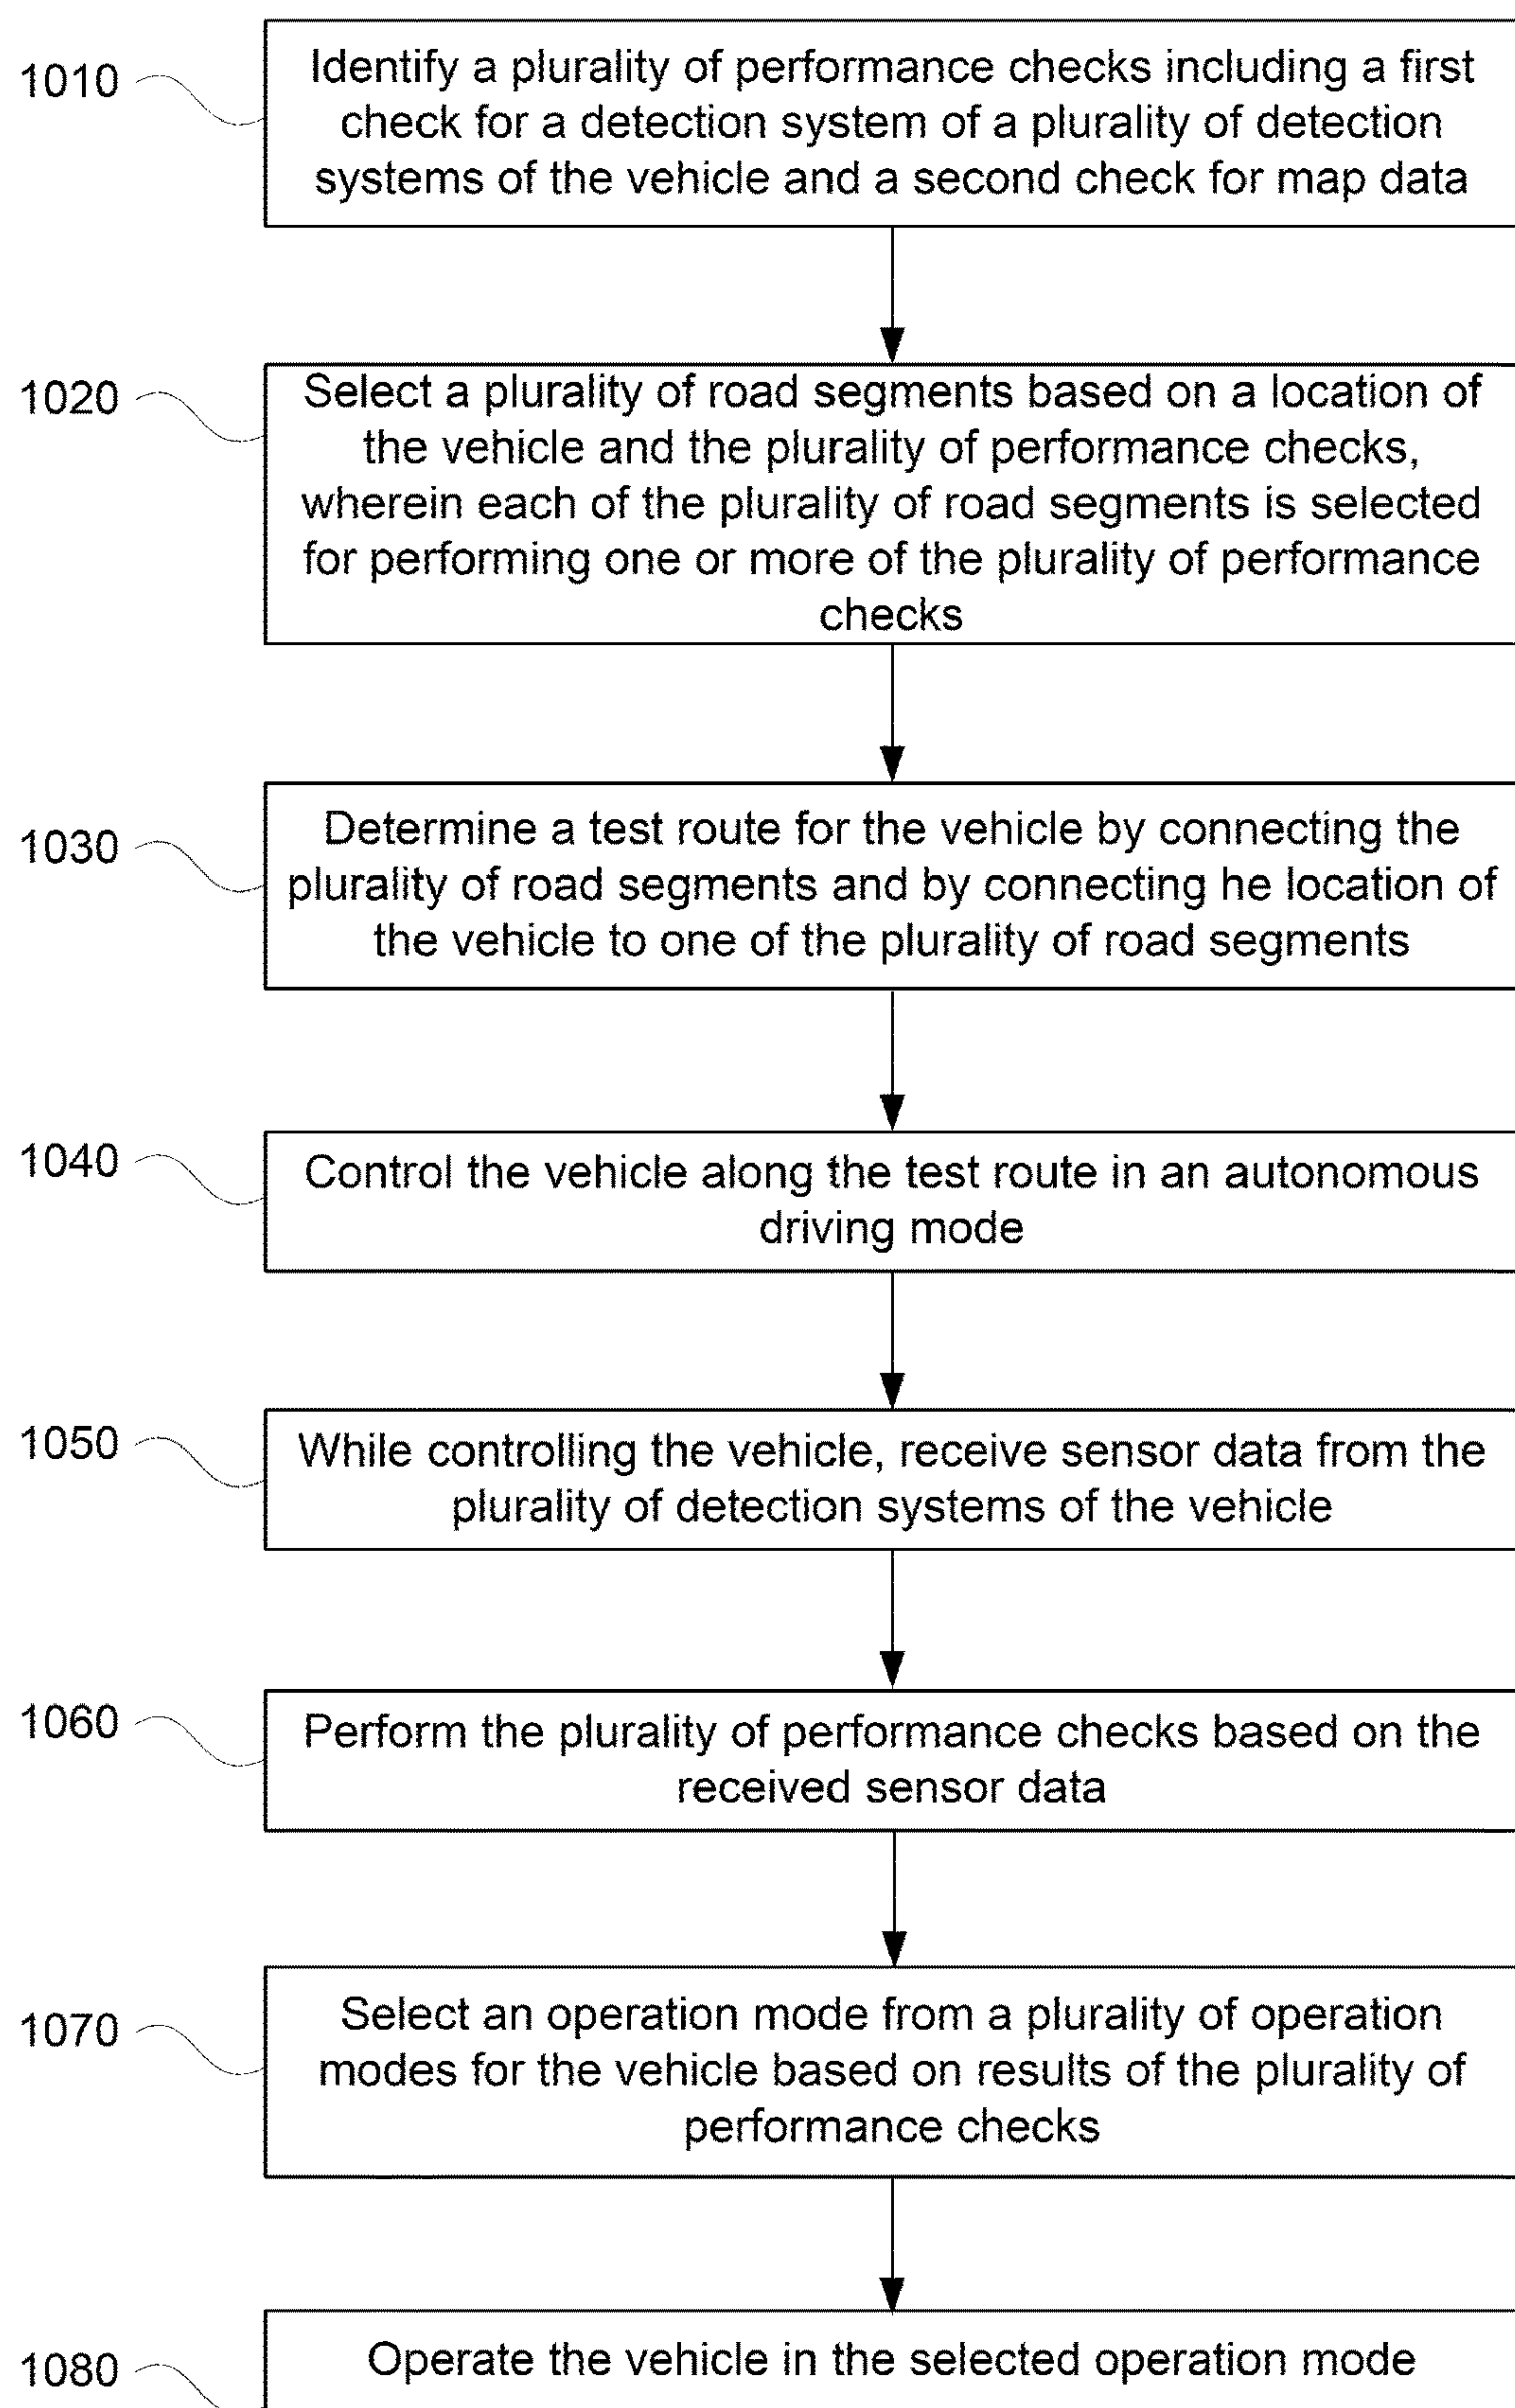 1010
Identify a plurality of performance checks including a first
check for a detection system of a plurality of detection
systems of the vehicle and a second check for map data
1020
Select a plurality of road segments based on a location of
the vehicle and the plurality of performance checks,
wherein each of the plurality of road segments is selected
for performing one or more of the plurality of performance
checks
1030
Determine a test route for the vehicle by connecting the
plurality of road segments and by connecting he location of
the vehicle to one of the plurality of road segments
1040
Control the vehicle along the test route in an autonomous
driving mode
1050
While controlling the vehicle, receive sensor data from the
plurality of detection systems of the vehicle
1060
Perform the plurality of performance checks based on the
received sensor data
1070
Select an operation mode from a plurality of operation
modes for the vehicle based on results of the plurality of
performance checks
1080
Operate the vehicle in the selected operation mode